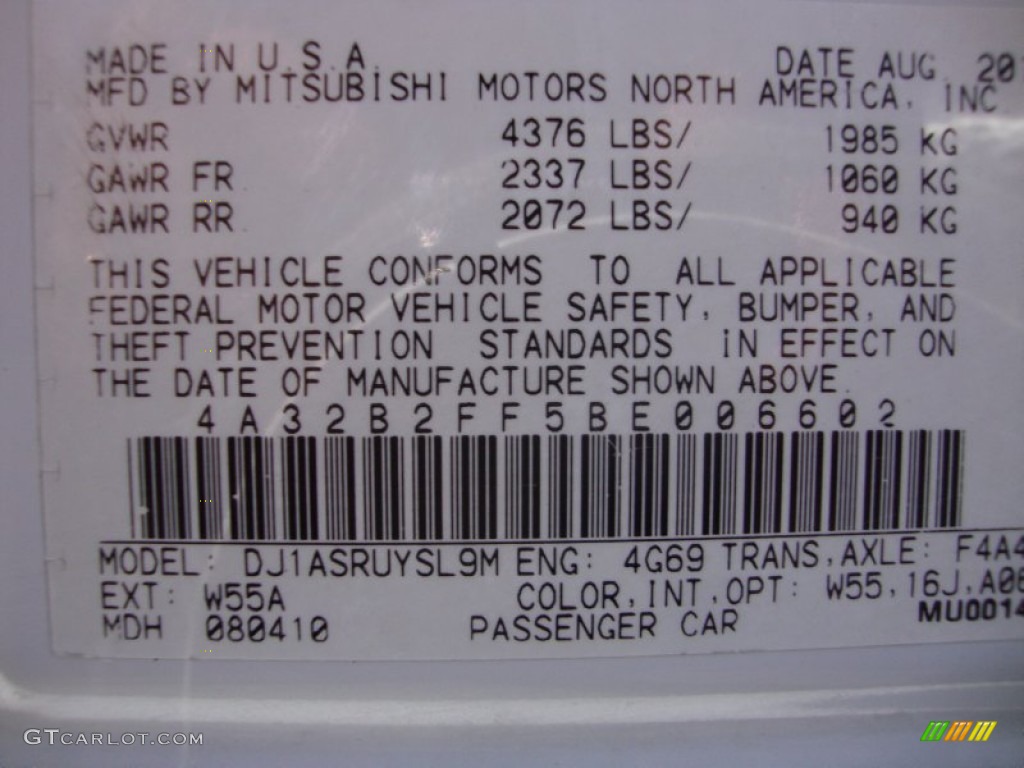 MADE IN U.S.A. DATE AUG. 20
MFD BY MITSUBISHI MOTORS NORTH AMERICA, INC
GVWR 4376 LBS/ 1985 KG
GAWR FR 2337 LBS/ 1060 KG
GAWR RR 2072 LBS/ 940 KG
THIS VEHICLE CONFORMS TO ALL APPLICABLE
FEDERAL MOTOR VEHICLE SAFETY, BUMPER, AND
THEFT PREVENTION STANDARDS IN EFFECT ON
THE DATE OF MANUFACTURE SHOWN ABOVE.
4A32B2FF5BE006602
MODEL: DJ1ASRUYSL9M ENG: 4G69 TRANS,AXLE: F4A4
EXT: W55A COLOR,INT,OPT: W55,16J,A06
MDH 080410 PASSENGER CAR MU0014
GTCARLOT.COM